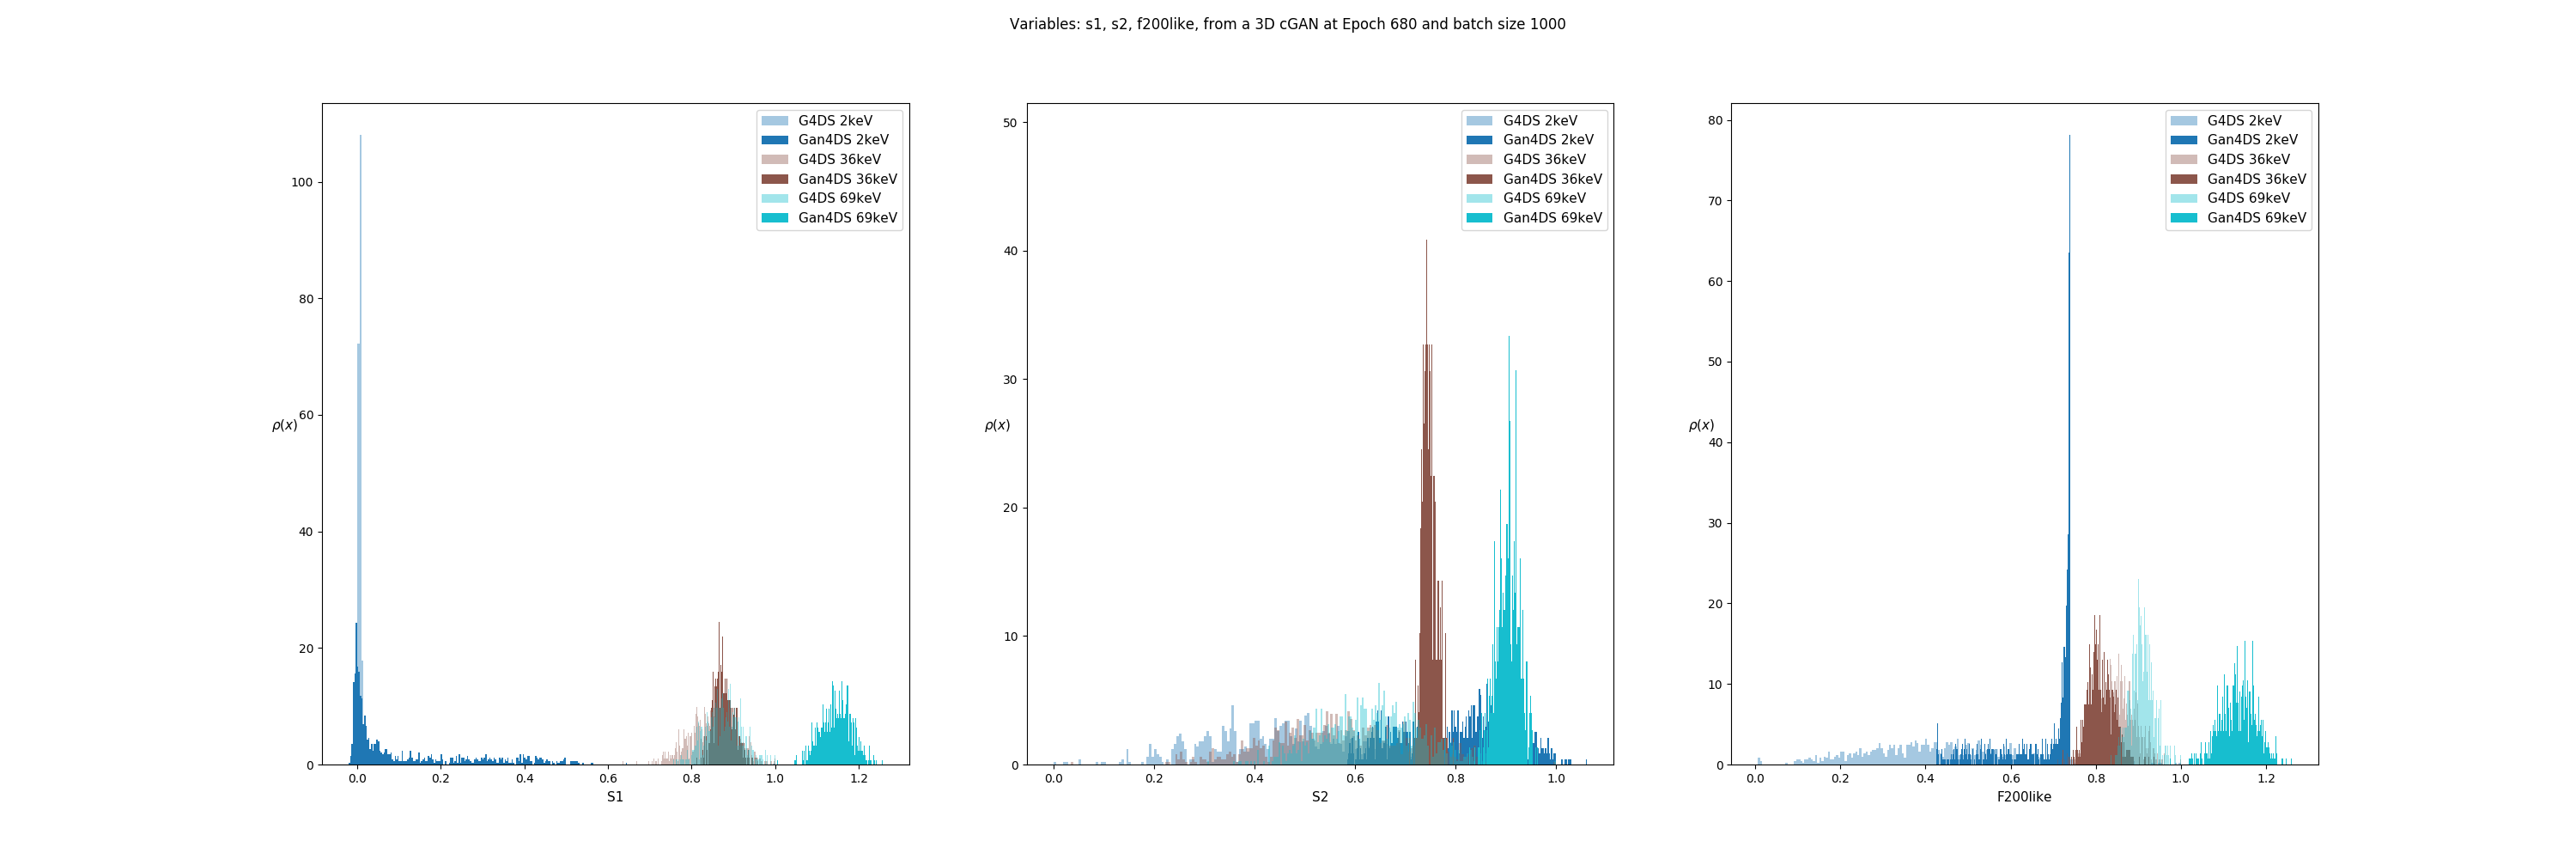 Variables: s1, s2, f200like, from a 3D cGAN at Epoch 680 and batch size 1000
G4DS 2keV
Gan4DS 2keV
G4DS 36keV
Gan4DS 36keV
G4DS 69keV
Gan4DS 69keV
100
80
60
40
20
0
ρ(x)
0.0 0.2 0.4 0.6 0.8 1.0 1.2
S1
G4DS 2keV
Gan4DS 2keV
G4DS 36keV
Gan4DS 36keV
G4DS 69keV
Gan4DS 69keV
50
40
30
20
10
0
ρ(x)
0.0 0.2 0.4 0.6 0.8 1.0
S2
G4DS 2keV
Gan4DS 2keV
G4DS 36keV
Gan4DS 36keV
G4DS 69keV
Gan4DS 69keV
80
70
60
50
40
30
20
10
0
ρ(x)
0.0 0.2 0.4 0.6 0.8 1.0 1.2
F200like